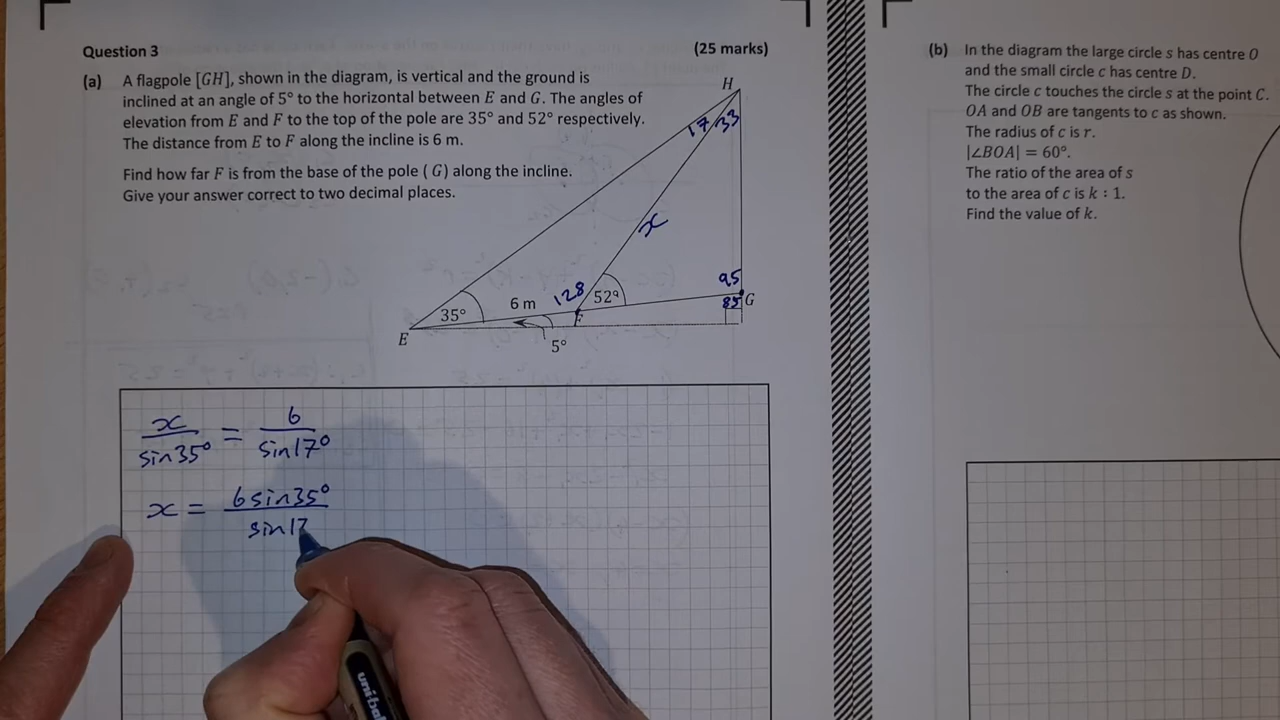 Question 3 (25 marks)
(a) A flagpole [GH], shown in the diagram, is vertical and the ground is
inclined at an angle of 5° to the horizontal between E and G. The angles of
elevation from E and F to the top of the pole are 35° and 52° respectively.
The distance from E to F along the incline is 6 m.
Find how far F is from the base of the pole ( G) along the incline.
Give your answer correct to two decimal places.
H
17 33
x
95
128 52°
85 G
6 m
35°
F
E
5°
x/sin35° = 6/sin17°
x = 6sin35°/sin17
uni-bal
(b) In the diagram the large circle s has centre O
and the small circle c has centre D.
The circle c touches the circle s at the point C.
OA and OB are tangents to c as shown.
The radius of c is r.
|∠BOA| = 60°.
The ratio of the area of s
to the area of c is k : 1.
Find the value of k.